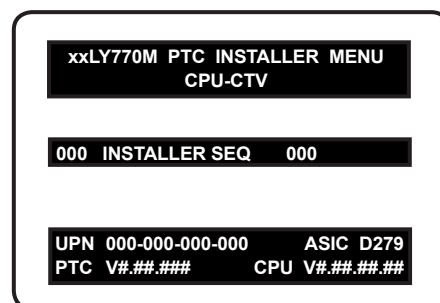 xxLY770M PTC INSTALLER MENU
CPU-CTV
000 INSTALLER SEQ 000
UPN 000-000-000-000 ASIC D279
PTC V#.##.### CPU V#.##.##.##